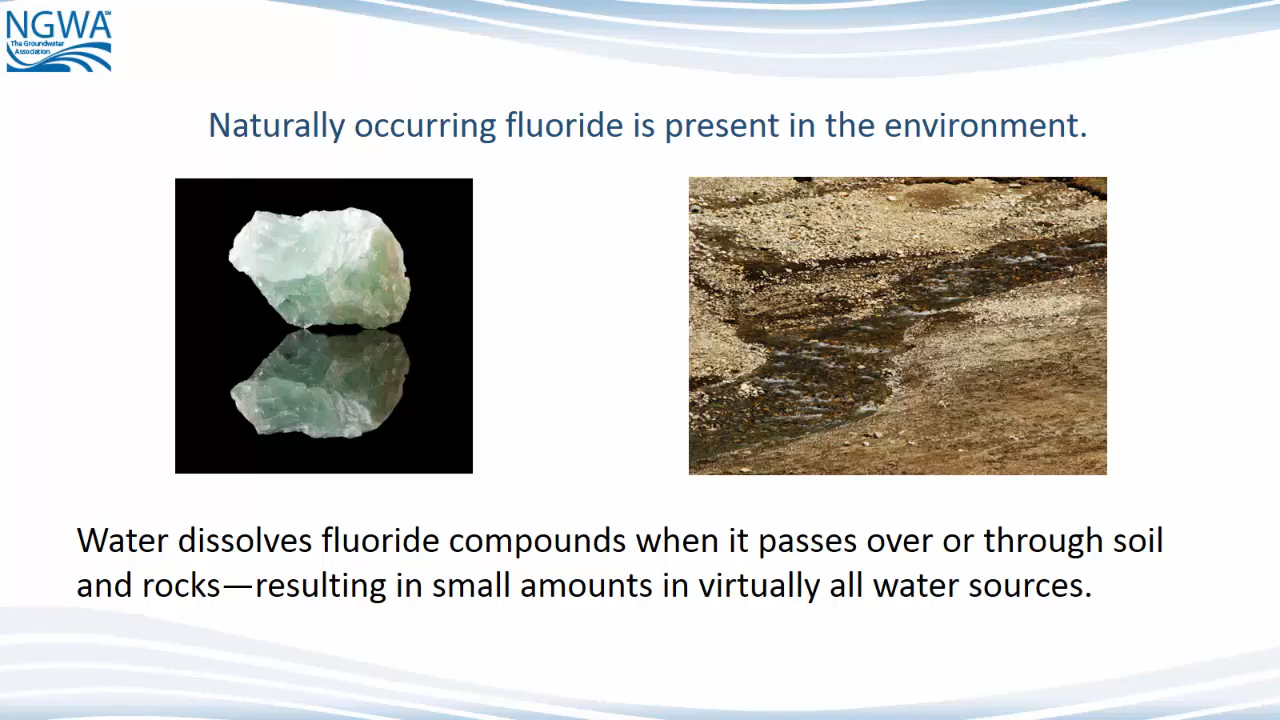 NGWA℠
The Groundwater
Association
Naturally occurring fluoride is present in the environment.
Water dissolves fluoride compounds when it passes over or through soil
and rocks—resulting in small amounts in virtually all water sources.